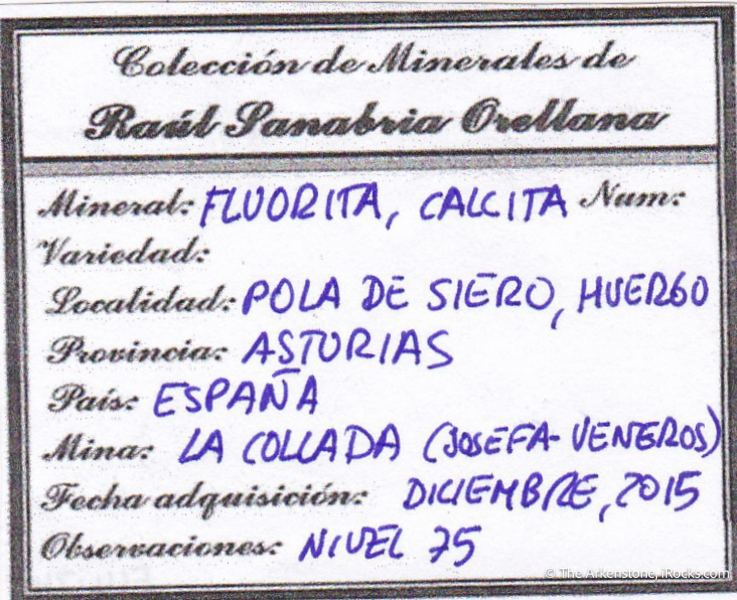 Colección de Minerales de
Raúl Sanabria Orellana
Mineral: FLUORITA, CALCITA Num:
Variedad:
Localidad: POLA DE SIERO, HUERGO
Provincia: ASTURIAS
País: ESPAÑA
Mina: LA COLLADA (JOSEFA-VENEROS)
Fecha adquisición: DICIEMBRE, 2015
Observaciones: NIVEL 75
© The Arkenstone, iRocks.com